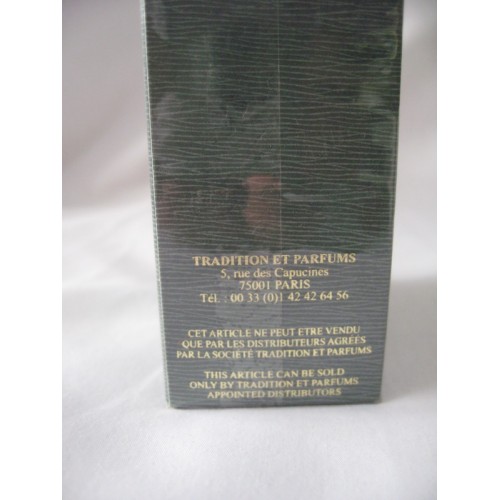 TRADITION ET PARFUMS
5, rue des Capucines
75001 PARIS
Tél. : 00 33 (0)1 42 42 64 56
CET ARTICLE NE PEUT ETRE VENDU
QUE PAR LES DISTRIBUTEURS AGREÉS
PAR LA SOCIÉTÉ TRADITION ET PARFUMS
THIS ARTICLE CAN BE SOLD
ONLY BY TRADITION ET PARFUMS
APPOINTED DISTRIBUTORS